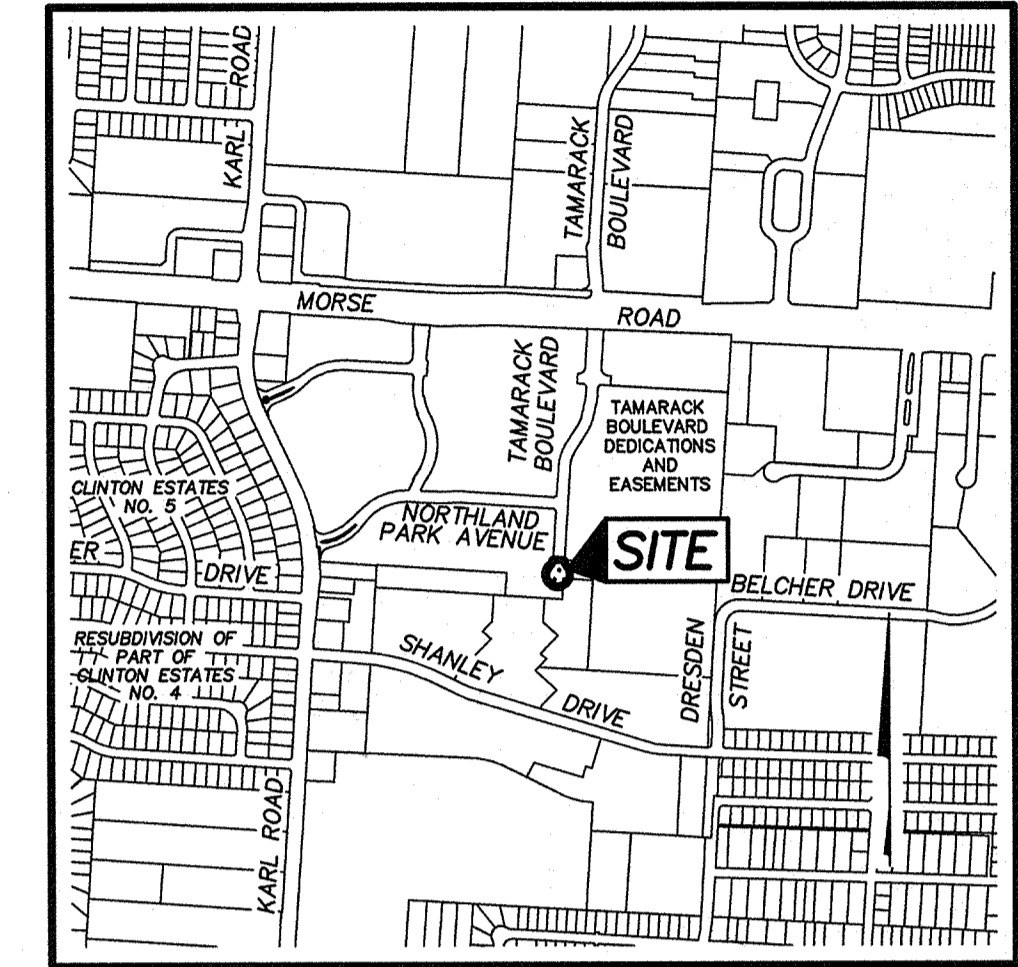 KARL
ROAD
TAMARACK
BOULEVARD
MORSE
ROAD
TAMARACK
BOULEVARD
TAMARACK
BOULEVARD
DEDICATIONS
AND
EASEMENTS
CLINTON ESTATES
NO. 5
NORTHLAND
PARK AVENUE
SITE
ER
DRIVE
BELCHER DRIVE
RESUBDIVISION OF
PART OF
CLINTON ESTATES
NO. 4
SHANLEY
DRIVE
DRESDEN
STREET
KARL ROAD